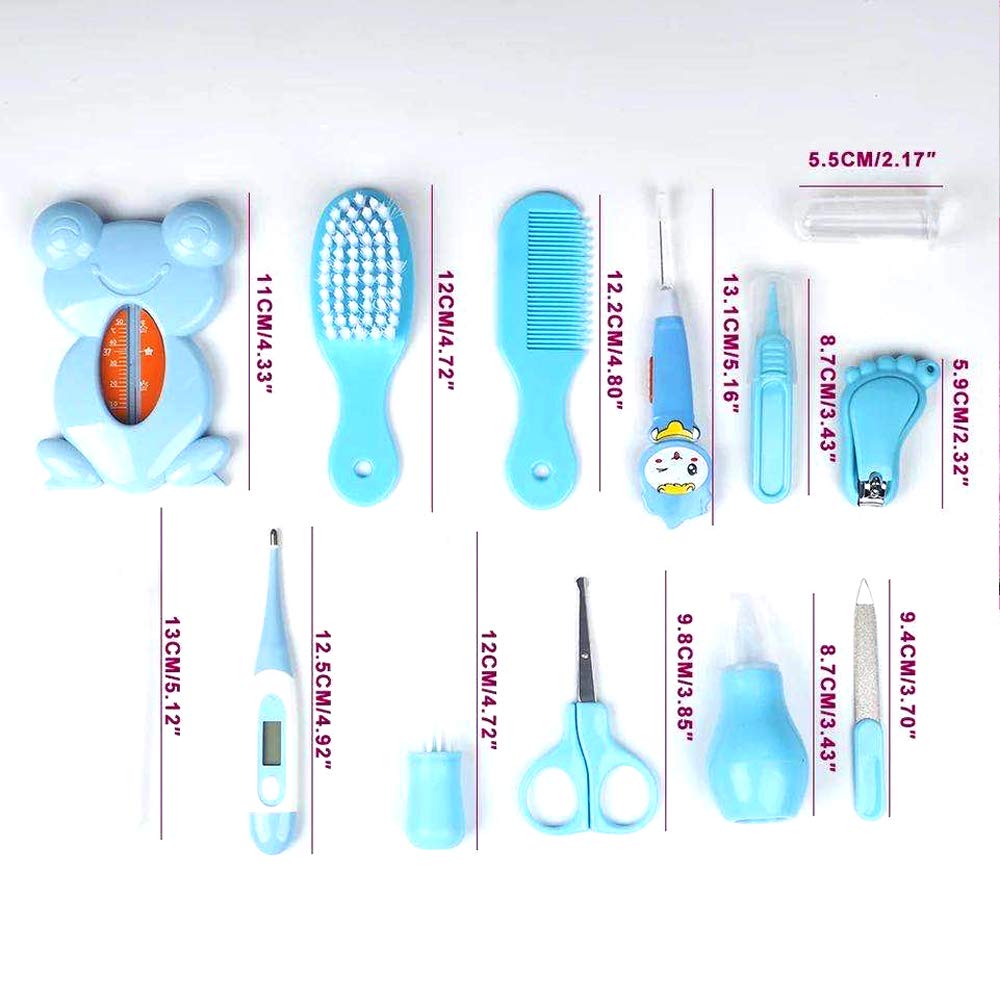 5.5CM/2.17"
11CM/4.33"
12CM/4.72"
12.2CM/4.80"
13.1CM/5.16"
8.7CM/3.43"
5.9CM/2.32"
13CM/5.12"
12.5CM/4.92"
12CM/4.72"
9.8CM/3.85"
8.7CM/3.43"
9.4CM/3.70"